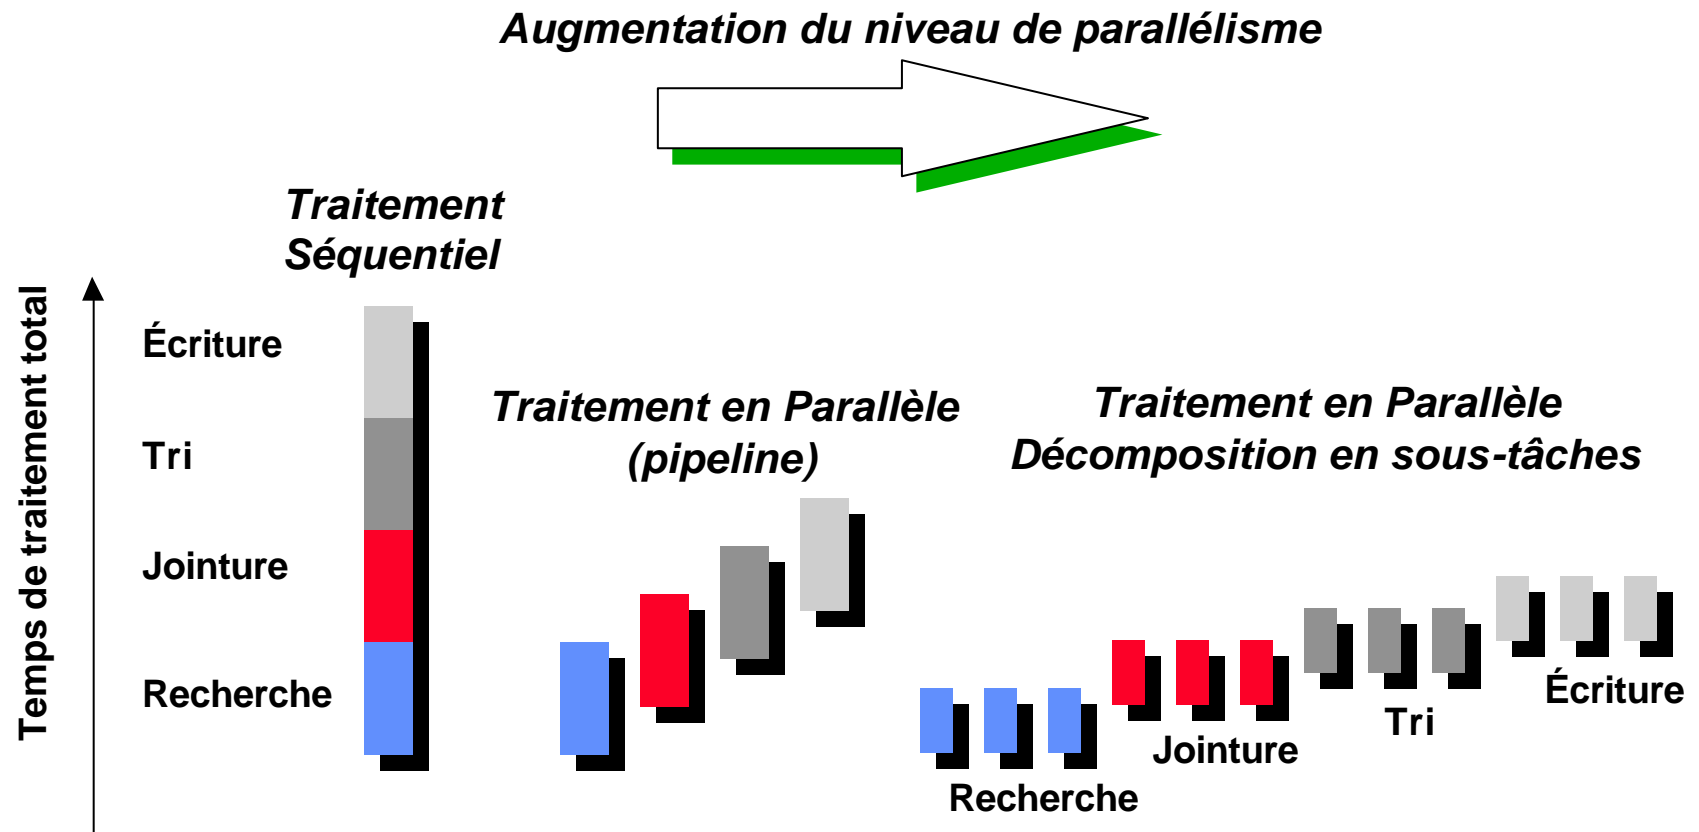 Augmentation du niveau de parallélisme
Traitement
Séquentiel
Temps de traitement total
Écriture
Tri
Jointure
Recherche
Traitement en Parallèle
(pipeline)
Traitement en Parallèle
Décomposition en sous-tâches
Recherche
Jointure
Tri
Écriture